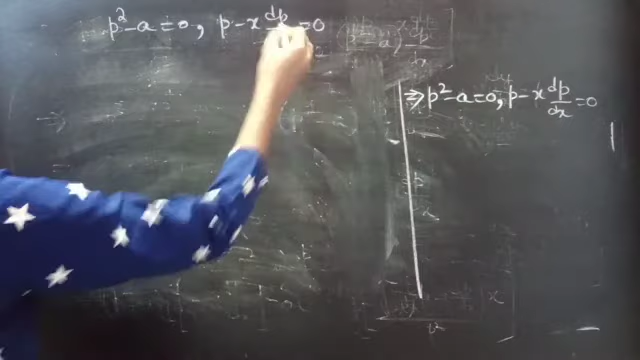 p²-a=0, p-x dp/dx=0
⇒ p²-a=0, p-x dp/dx=0